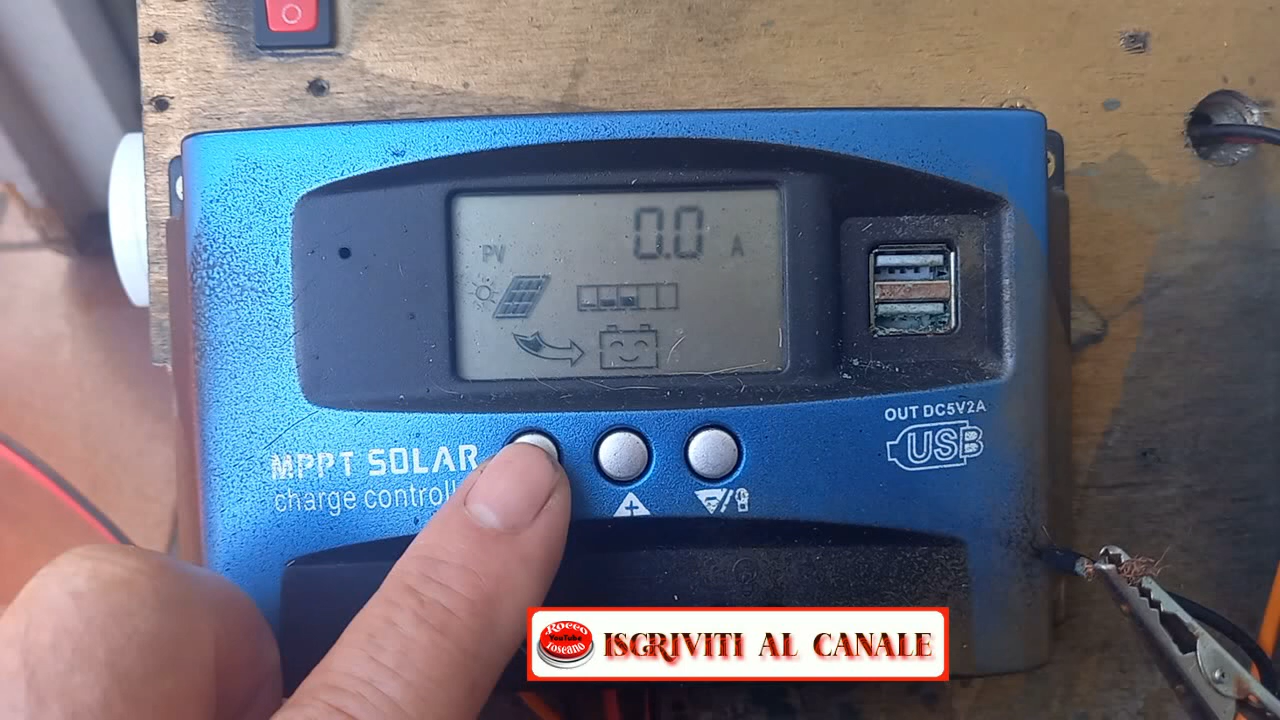 0.0
PV A
OUT DC5V2A
USB
MPPT SOLAR
charge controll
Rocco
YouTube
Toscano
ISCRIVITI AL CANALE